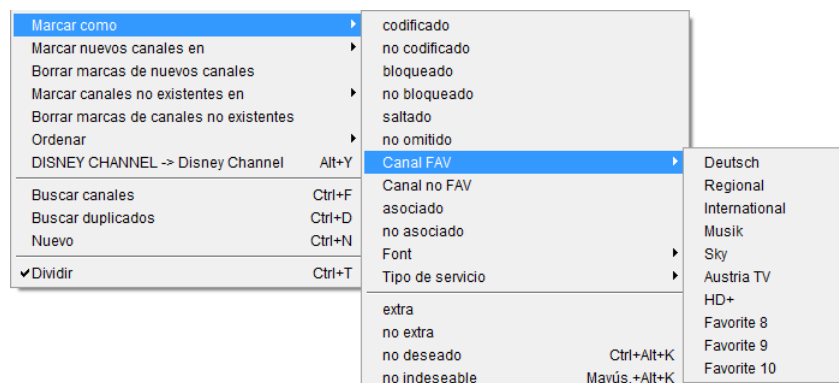 Marcar como
Marcar nuevos canales en
Borrar marcas de nuevos canales
Marcar canales no existentes en
Borrar marcas de canales no existentes
Ordenar
DISNEY CHANNEL -> Disney Channel Alt+Y
Buscar canales Ctrl+F
Buscar duplicados Ctrl+D
Nuevo Ctrl+N
Dividir Ctrl+T
codificado
no codificado
bloqueado
no bloqueado
saltado
no omitido
Canal FAV
Canal no FAV
asociado
no asociado
Font
Tipo de servicio
extra
no extra
no deseado Ctrl+Alt+K
no indeseable Mayús.+Alt+K
Deutsch
Regional
International
Musik
Sky
Austria TV
HD+
Favorite 8
Favorite 9
Favorite 10